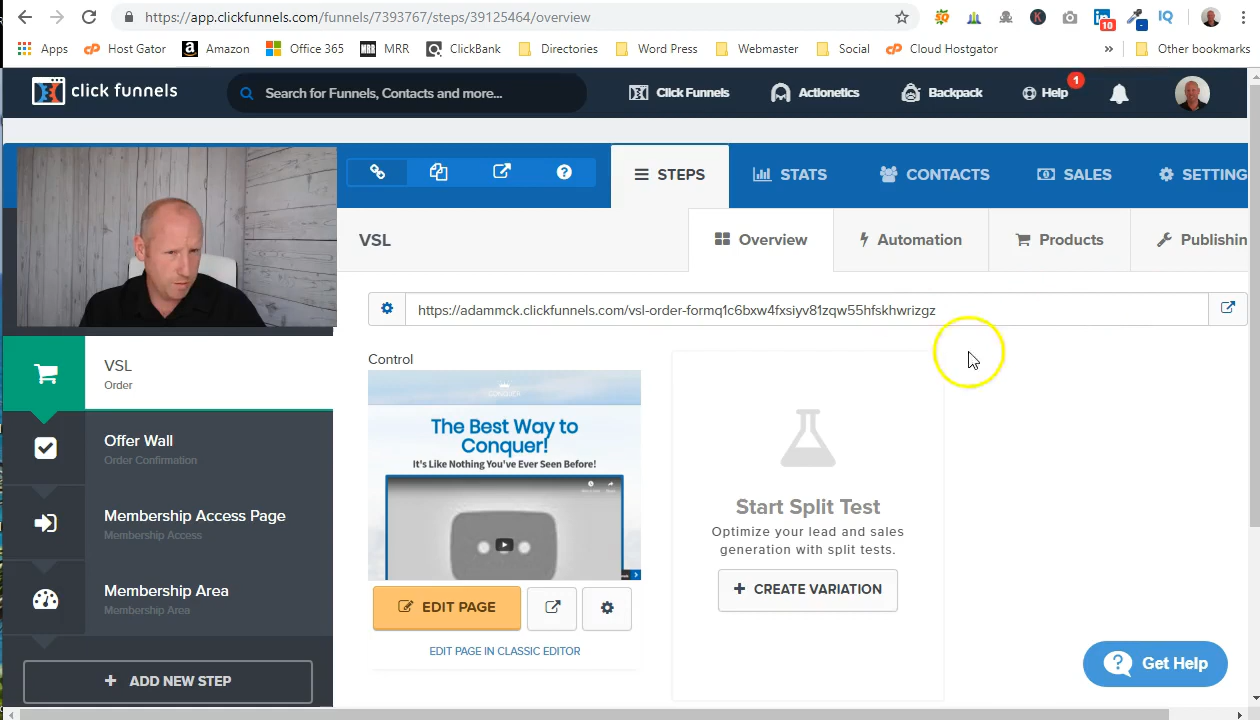 https://app.clickfunnels.com/funnels/7393767/steps/39125464/overview
10
IQ
Apps
Host Gator
Amazon
Office 365
MRR MRR
ClickBank
Directories
Word Press
Webmaster
Social
Cloud Hostgator
»
Other bookmarks
click funnels
Search for Funnels, Contacts and more...
Click Funnels
Actionetics
Backpack
Help
1
STEPS
STATS
CONTACTS
SALES
SETTING
VSL
Overview
Automation
Products
Publishin
https://adammck.clickfunnels.com/vsl-order-formq1c6bxw4fxsiyv81zqw55hfskhwrizgz
VSL
Order
Offer Wall
Order Confirmation
Membership Access Page
Membership Access
Membership Area
Membership Area
+ ADD NEW STEP
Control
CONQUER
The Best Way to
Conquer!
It's Like Nothing You've Ever Seen Before!
EDIT PAGE
EDIT PAGE IN CLASSIC EDITOR
Start Split Test
Optimize your lead and sales
generation with split tests.
+ CREATE VARIATION
? Get Help